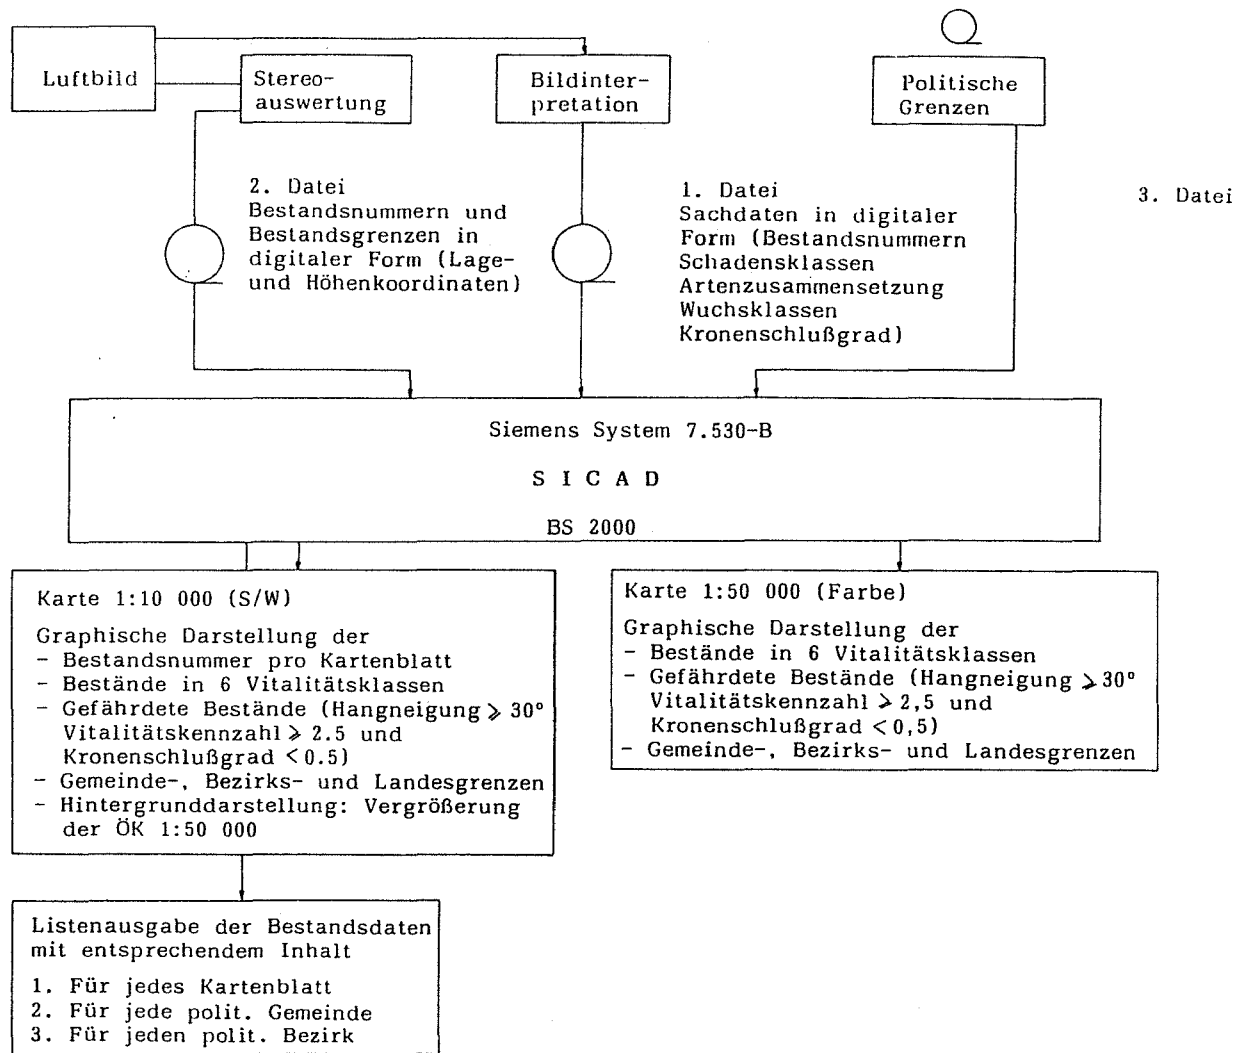 Luftbild
Stereo-
auswertung
Bildinter-
pretation
Politische
Grenzen
2. Datei
Bestandsnummern und
Bestandsgrenzen in
digitaler Form (Lage-
und Höhenkoordinaten)
1. Datei
Sachdaten in digitaler
Form (Bestandsnummern
Schadensklassen
Artenzusammensetzung
Wuchsklassen
Kronenschlußgrad)
3. Datei
Siemens System 7.530-B
S I C A D
BS 2000
Karte 1:10 000 (S/W)
Graphische Darstellung der
- Bestandsnummer pro Kartenblatt
- Bestände in 6 Vitalitätsklassen
- Gefährdete Bestände (Hangneigung ⩾ 30°
Vitalitätskennzahl ⩾ 2.5 und
Kronenschlußgrad < 0.5)
- Gemeinde-, Bezirks- und Landesgrenzen
- Hintergrunddarstellung: Vergrößerung
der ÖK 1:50 000
Karte 1:50 000 (Farbe)
Graphische Darstellung der
- Bestände in 6 Vitalitätsklassen
- Gefährdete Bestände (Hangneigung ⩾ 30°
Vitalitätskennzahl ⩾ 2,5 und
Kronenschlußgrad < 0,5)
- Gemeinde-, Bezirks- und Landesgrenzen
Listenausgabe der Bestandsdaten
mit entsprechendem Inhalt
1. Für jedes Kartenblatt
2. Für jede polit. Gemeinde
3. Für jeden polit. Bezirk